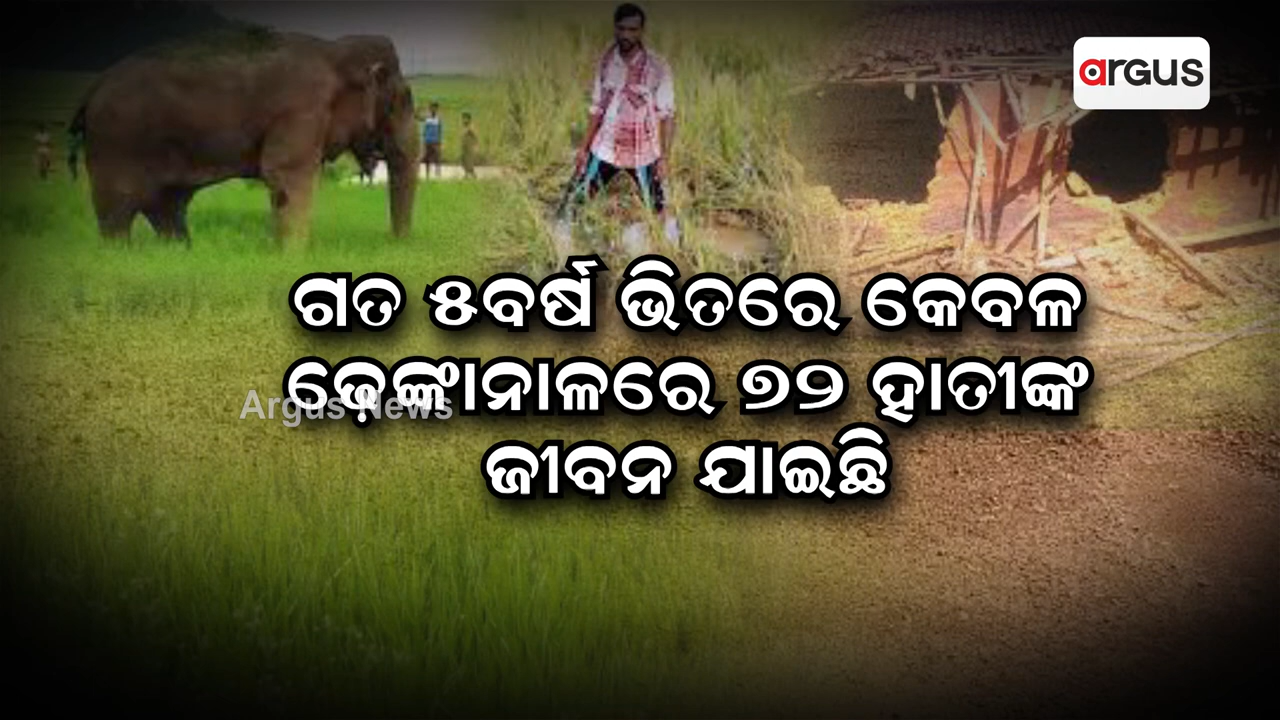 argus
ଗତ ୫ବର୍ଷ ଭିତରେ କେବଳ
ଢ଼େଙ୍କାନାଳରେ ୭୨ ହାତୀଙ୍କ
Argus News
ଜୀବନ ଯାଇଛି